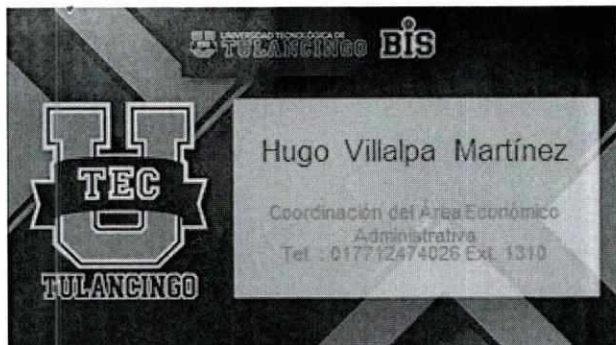 UNIVERSIDAD TECNOLÓGICA DE
TULANCINGO
BIS
TEC
TULANCINGO
Hugo Villalpa Martínez
Coordinación del Área Económico
Administrativa
Tel. : 017712474026 Ext. 1310